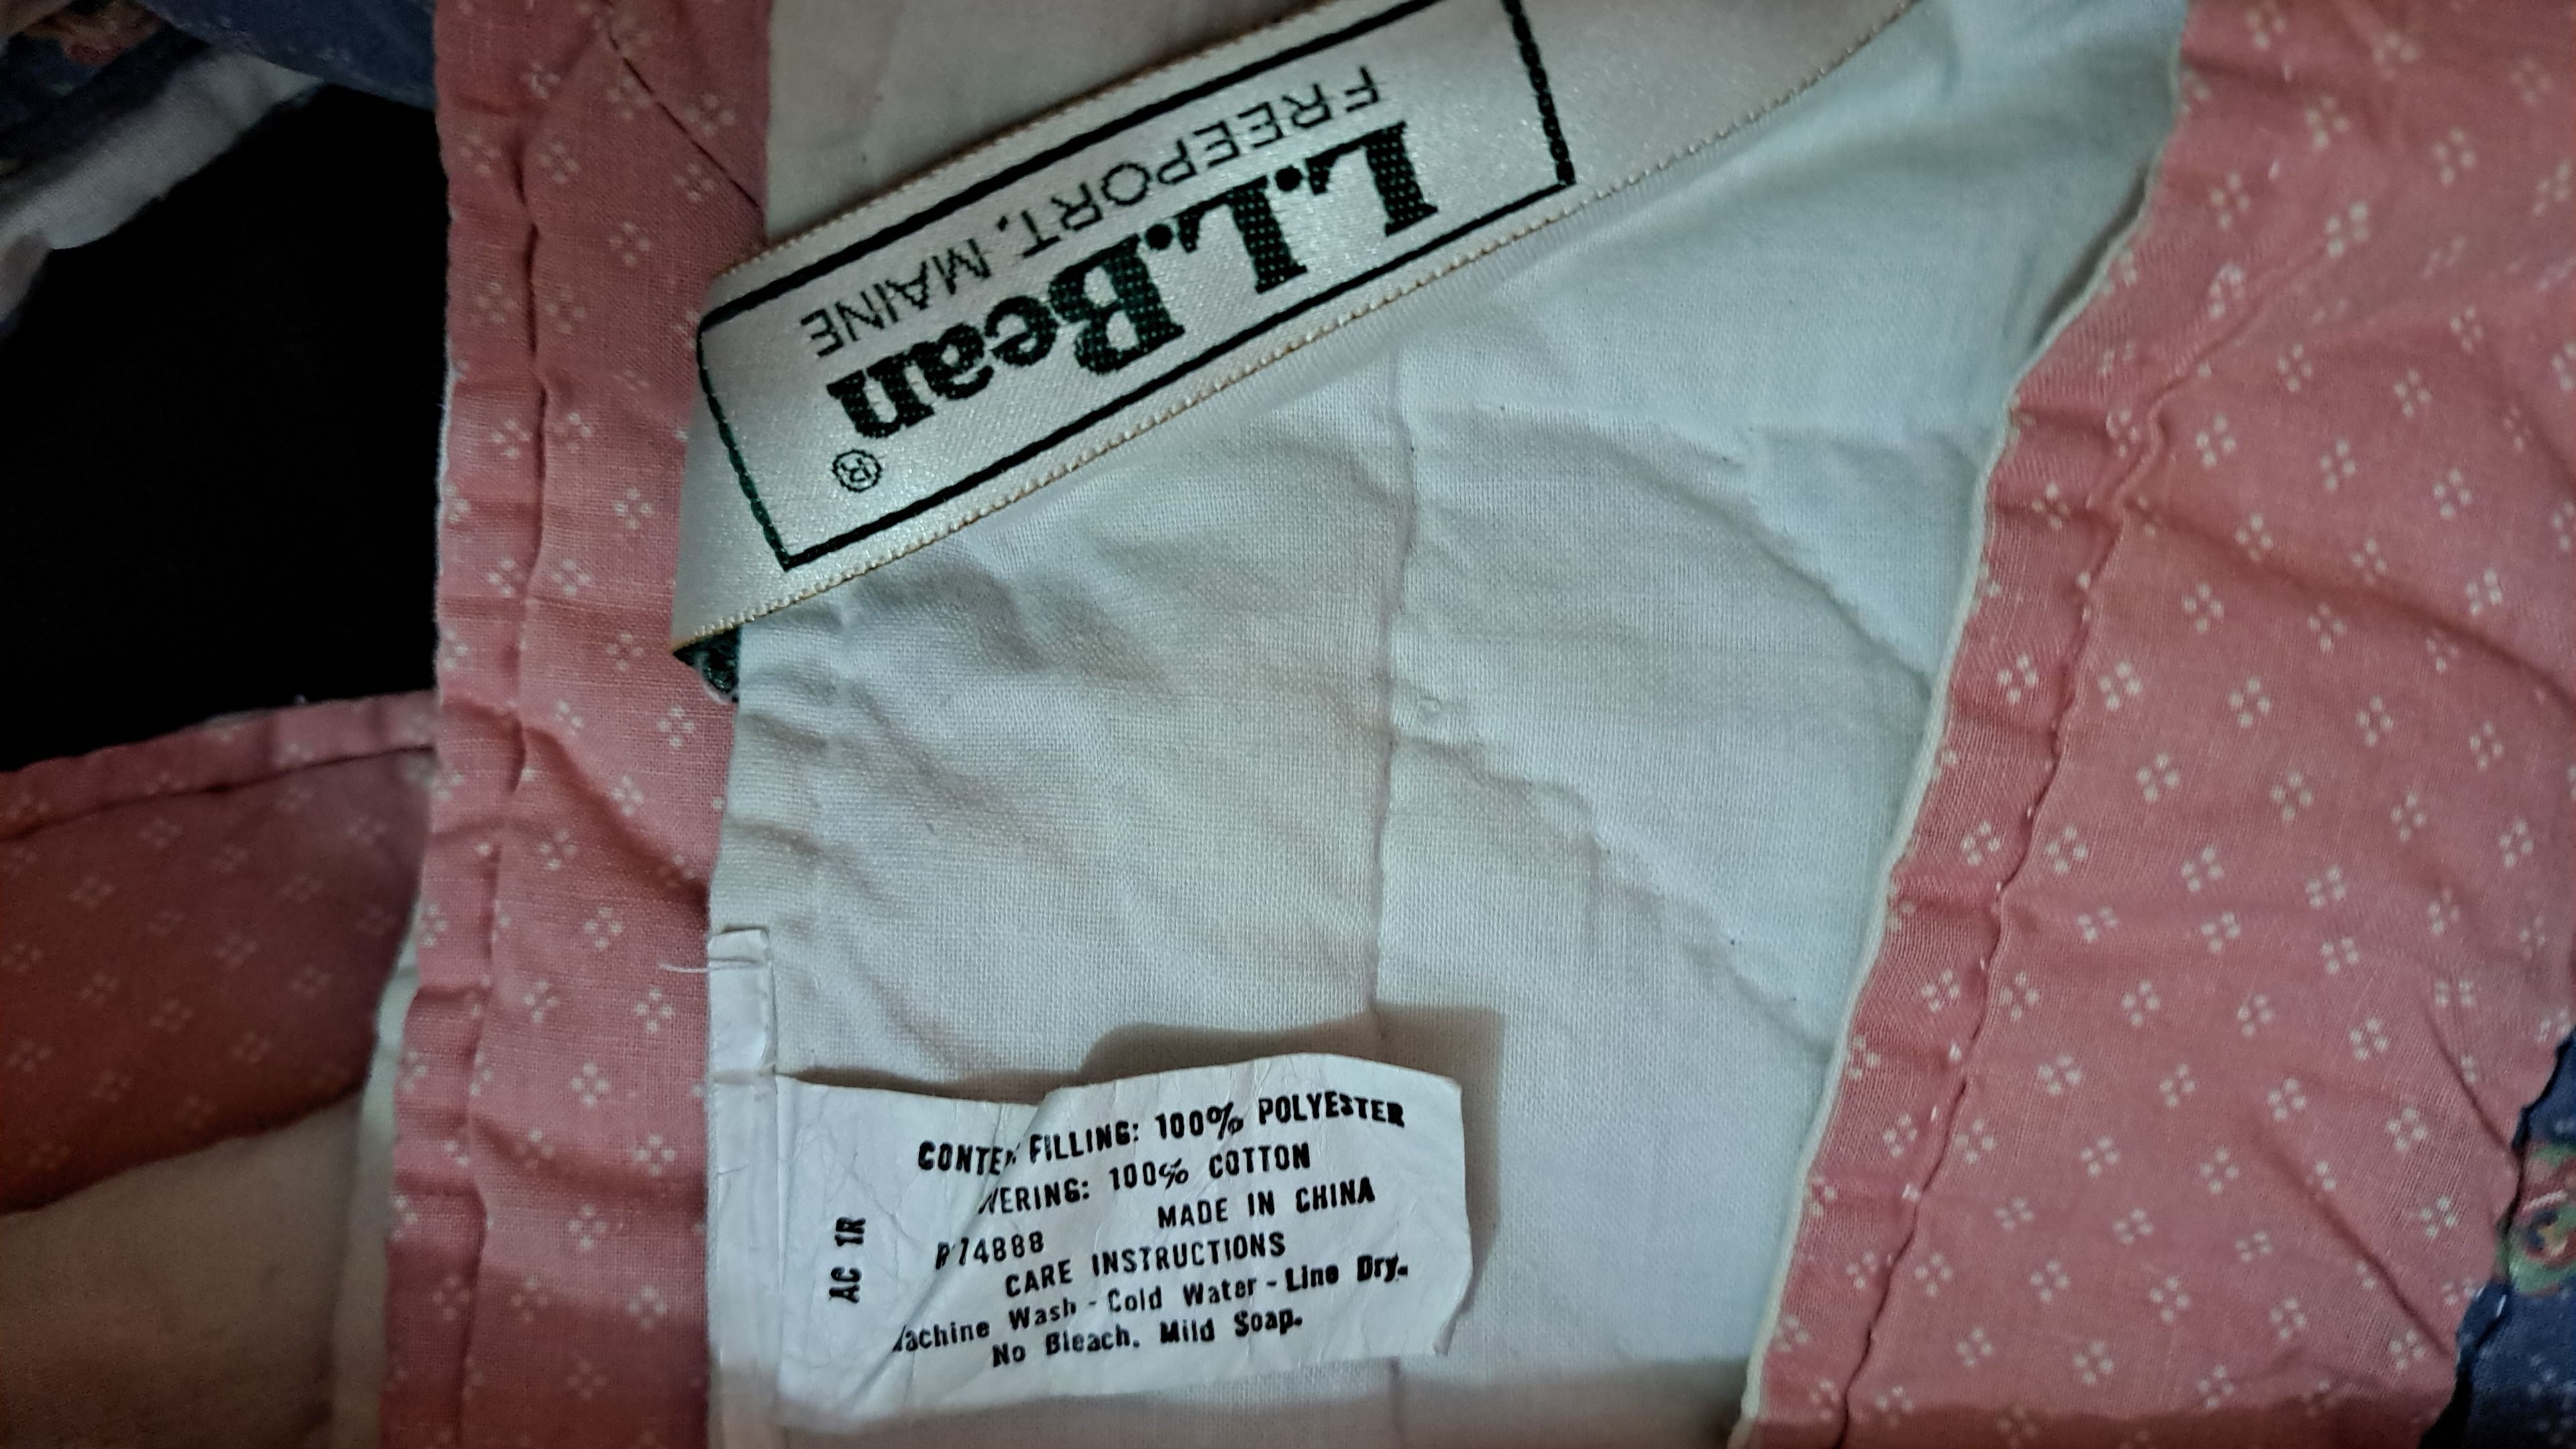 L.L.Bean ®
FREEPORT, MAINE
FILLING: 100% POLYESTER
100% COTTON
MADE IN CHINA
CARE INSTRUCTIONS
Wash - Cold Water - Line Dry.
No Bleach. Mild Soap.
AC 1R